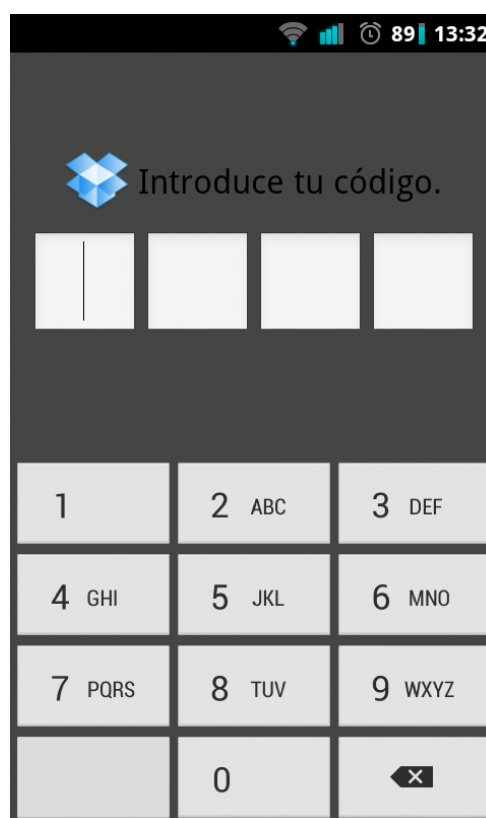 89 13:32
Introduce tu código.
1
2 ABC
3 DEF
4 GHI
5 JKL
6 MNO
7 PQRS
8 TUV
9 WXYZ
0